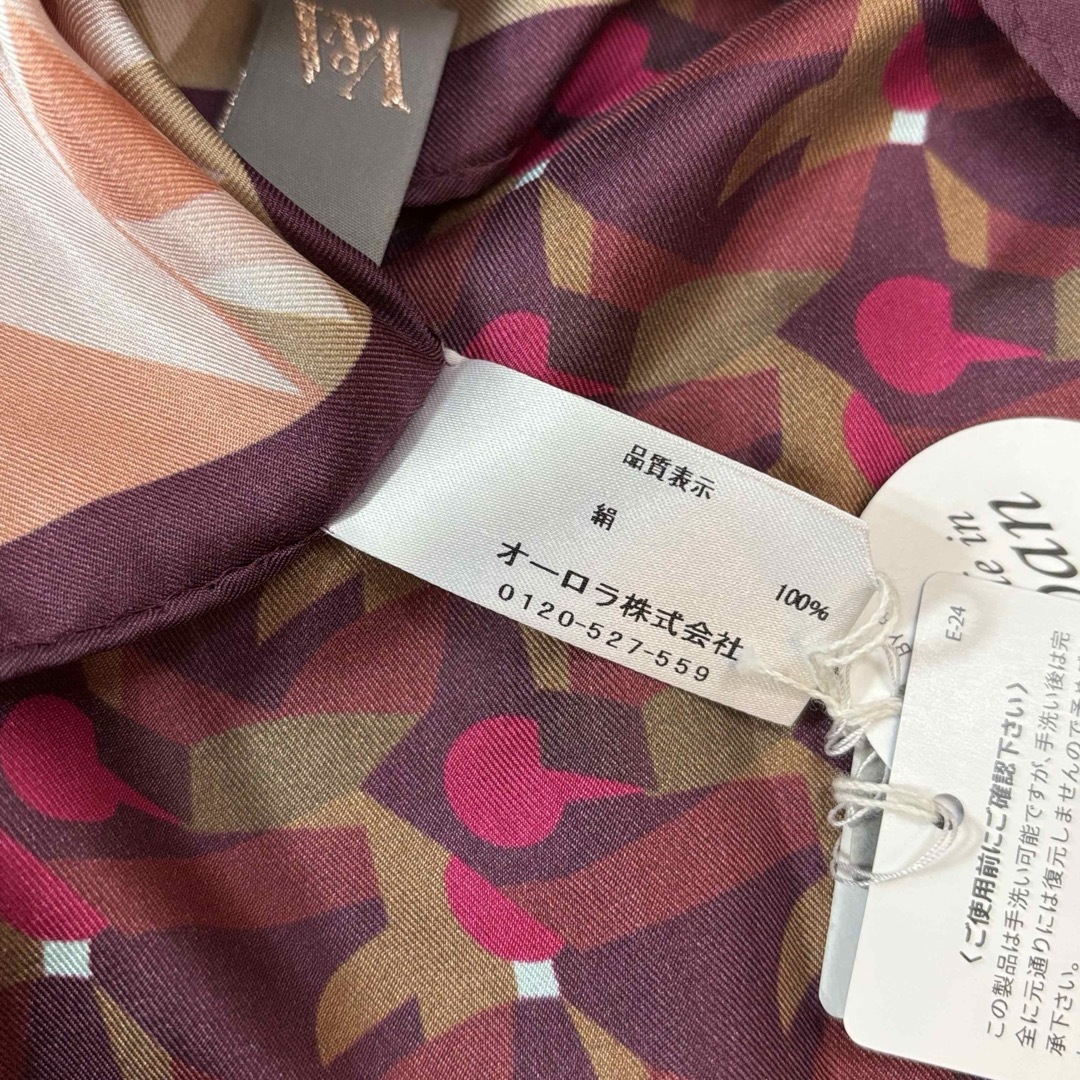 V&A
品質表示
絹 100%
オーロラ株式会社
0120-527-559
in
E-24
〈ご使用前にご確認下さい〉
この製品は手洗い可能ですが、手洗い後は完
全に元通りには復元しませんので予め
承下さい。